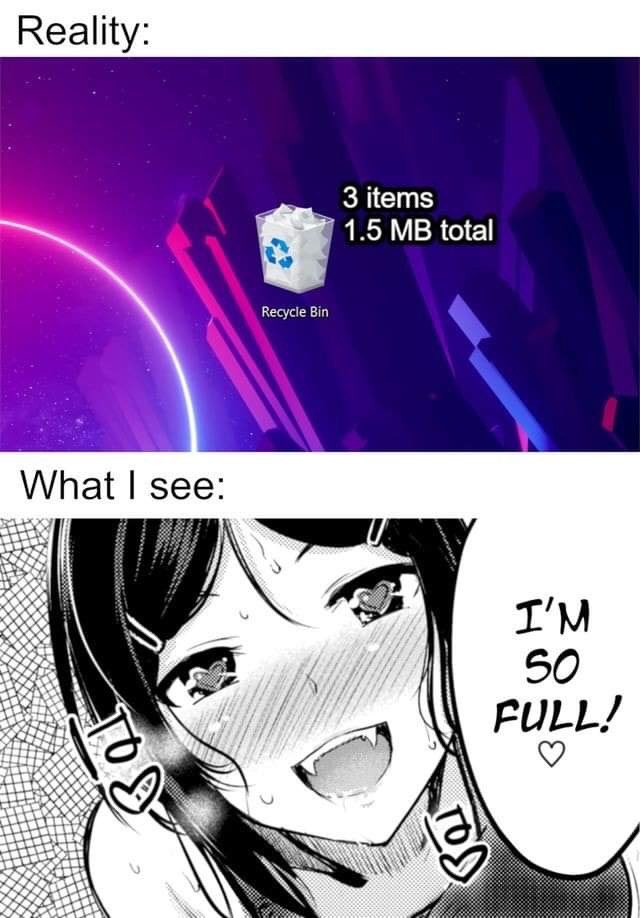 Reality:
3 items
1.5 MB total
Recycle Bin
What I see:
I'M
SO
FULL!
♡